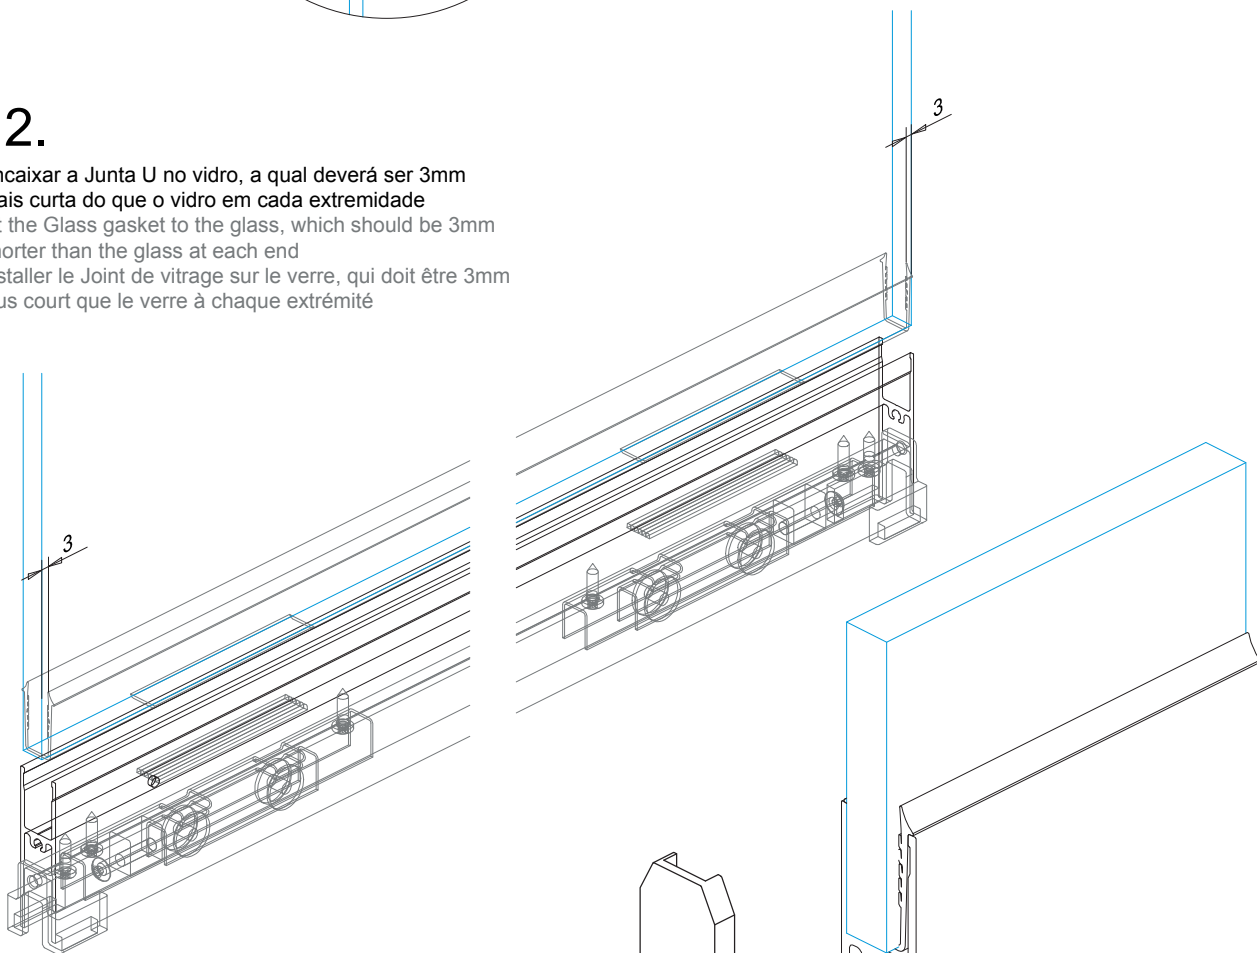 2.
ncaixar a Junta U no vidro, a qual deverá ser 3mm
ais curta do que o vidro em cada extremidade
t the Glass gasket to the glass, which should be 3mm
horter than the glass at each end
staller le Joint de vitrage sur le verre, qui doit être 3mm
us court que le verre à chaque extrémité
3
3